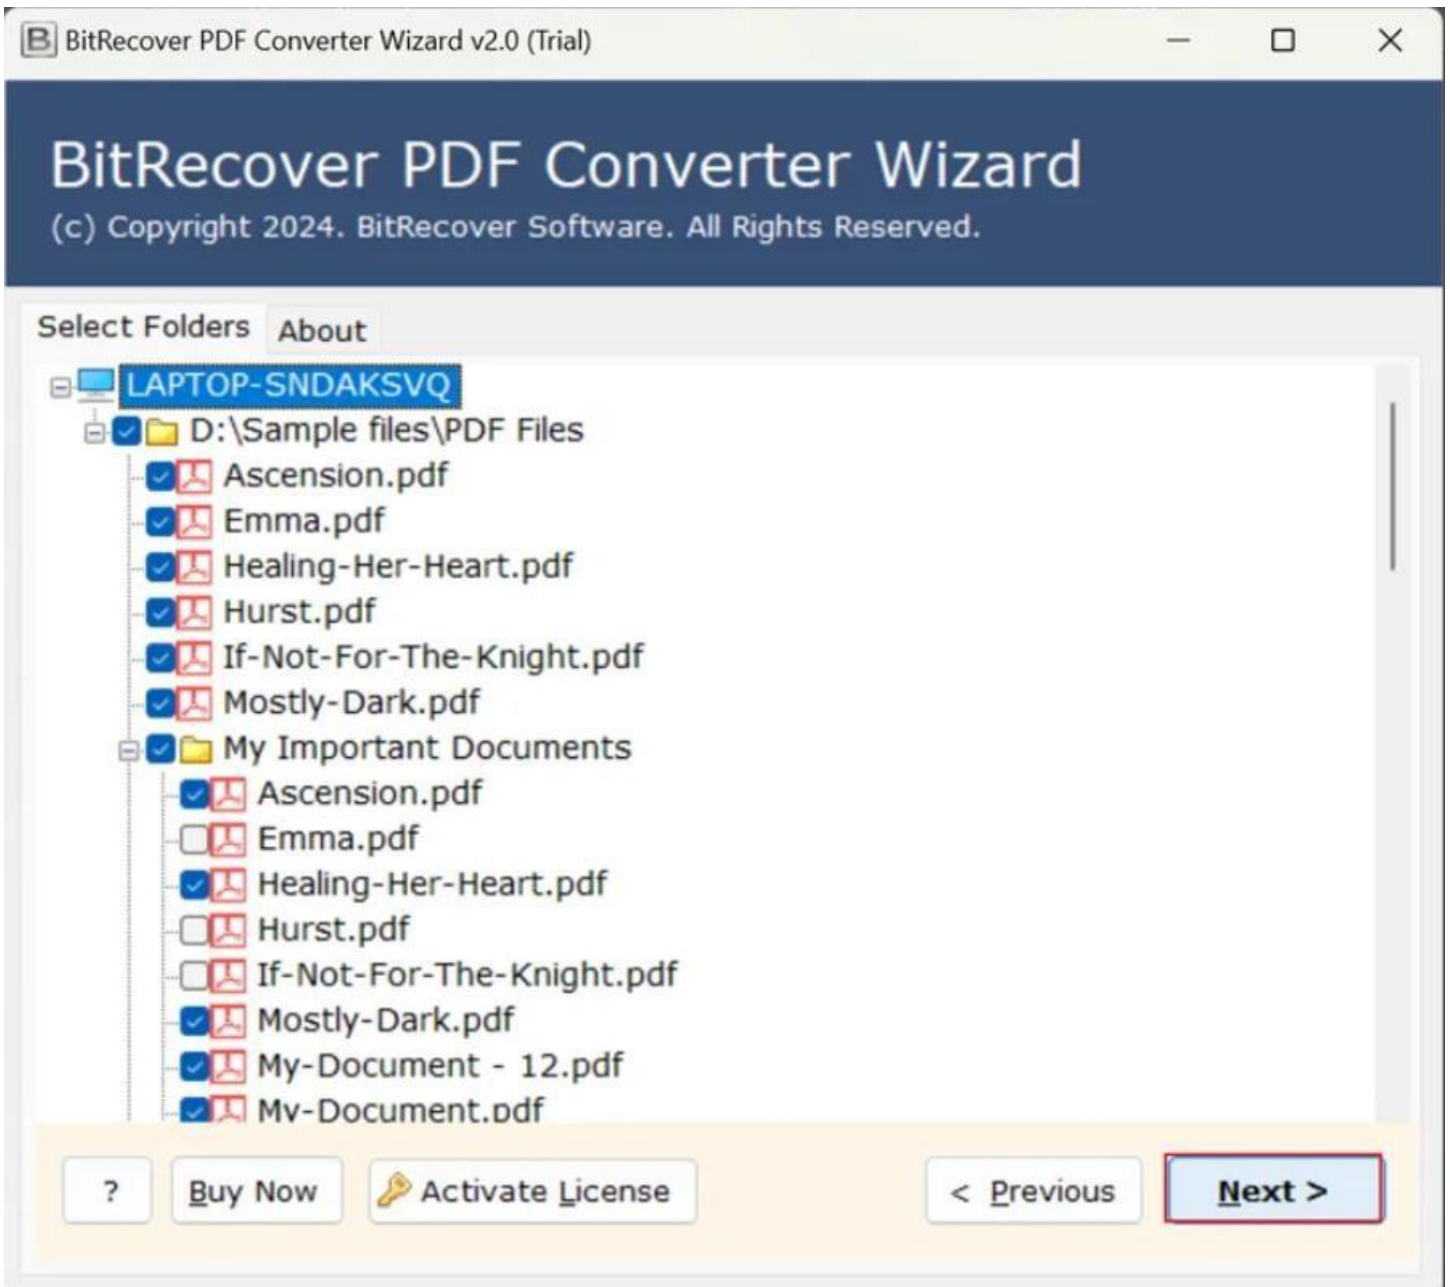 BitRecover PDF Converter Wizard v2.0 (Trial)
BitRecover PDF Converter Wizard
(c) Copyright 2024. BitRecover Software. All Rights Reserved.
Select Folders About
LAPTOP-SNDAKSVQ
D:\Sample files\PDF Files
Ascension.pdf
Emma.pdf
Healing-Her-Heart.pdf
Hurst.pdf
If-Not-For-The-Knight.pdf
Mostly-Dark.pdf
My Important Documents
Ascension.pdf
Emma.pdf
Healing-Her-Heart.pdf
Hurst.pdf
If-Not-For-The-Knight.pdf
Mostly-Dark.pdf
My-Document - 12.pdf
My-Document.pdf
? Buy Now Activate License < Previous Next >